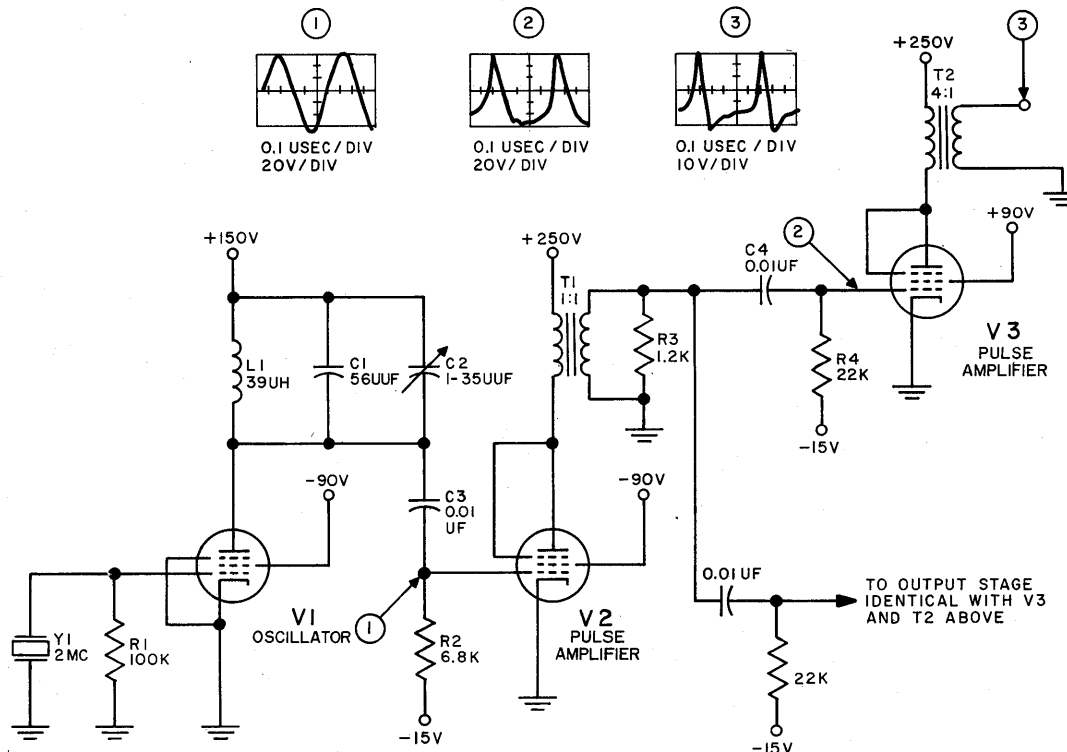 1
2
3
3
0.1 USEC / DIV
20V/DIV
0.1 USEC / DIV
20V/DIV
0.1 USEC / DIV
10V/DIV
+250V
T2
4:1
+90V
2
C4
0.01UF
R4
22K
-15V
V3
PULSE
AMPLIFIER
+150V
L1
39UH
C1
56UUF
C2
1-35UUF
+250V
T1
1:1
R3
1.2K
-90V
C3
0.01
UF
-90V
Y1
2MC
R1
100K
V1
OSCILLATOR
1
R2
6.8K
-15V
V2
PULSE
AMPLIFIER
0.01UF
TO OUTPUT STAGE
IDENTICAL WITH V3
AND T2 ABOVE
22K
-15V